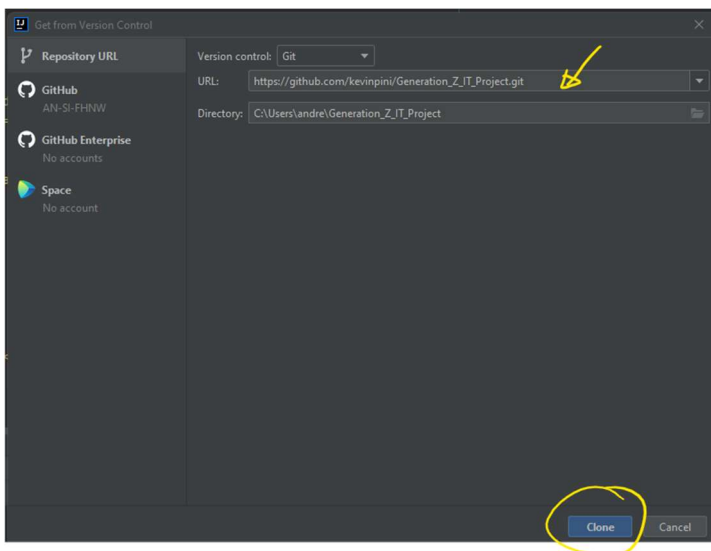 Get from Version Control
Repository URL
GitHub
AN-SI-FHNW
GitHub Enterprise
No accounts
Space
No account
Version control: Git
URL: https://github.com/kevinpini/Generation_Z_IT_Project.git
Directory: C:\Users\andre\Generation_Z_IT_Project
Clone Cancel